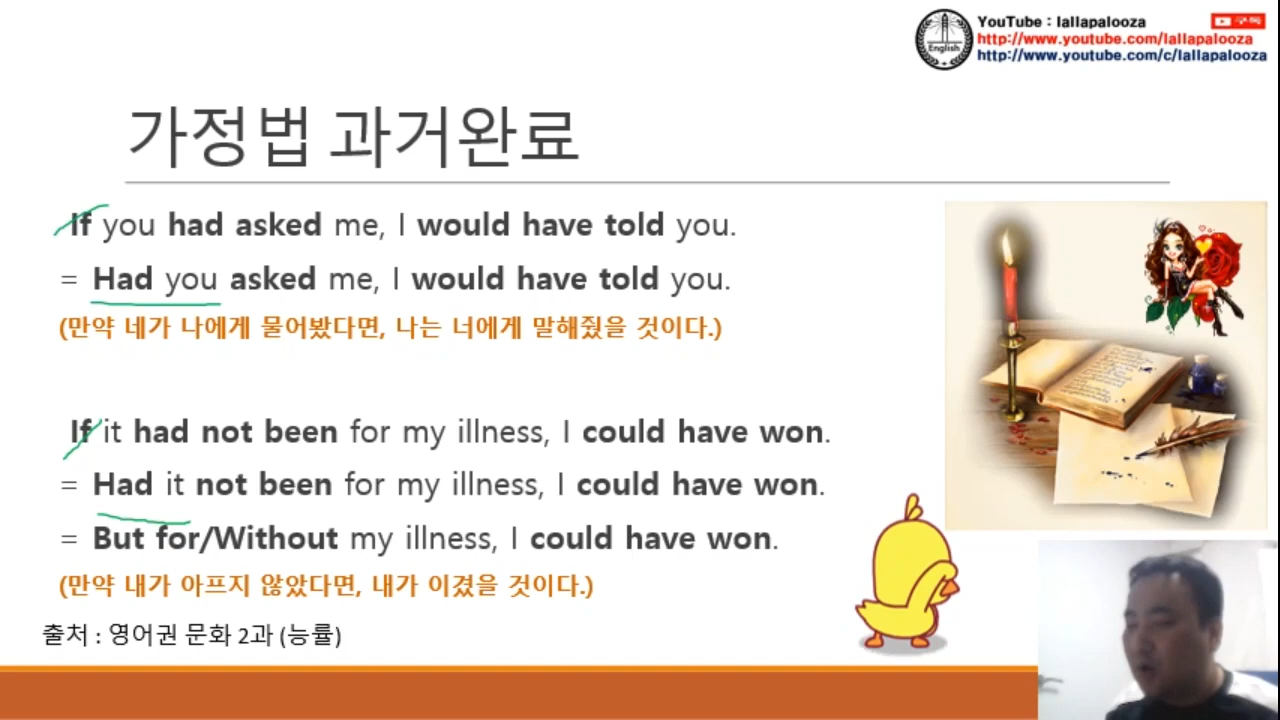 YouTube : lallapalooza
구독
http://www.youtube.com/lallapalooza
English
http://www.youtube.com/c/lallapalooza
가정법 과거완료
If you had asked me, I would have told you.
= Had you asked me, I would have told you.
(만약 네가 나에게 물어봤다면, 나는 너에게 말해줬을 것이다.)
If it had not been for my illness, I could have won.
= Had it not been for my illness, I could have won.
= But for/Without my illness, I could have won.
(만약 내가 아프지 않았다면, 내가 이겼을 것이다.)
출처 : 영어권 문화 2과 (능률)